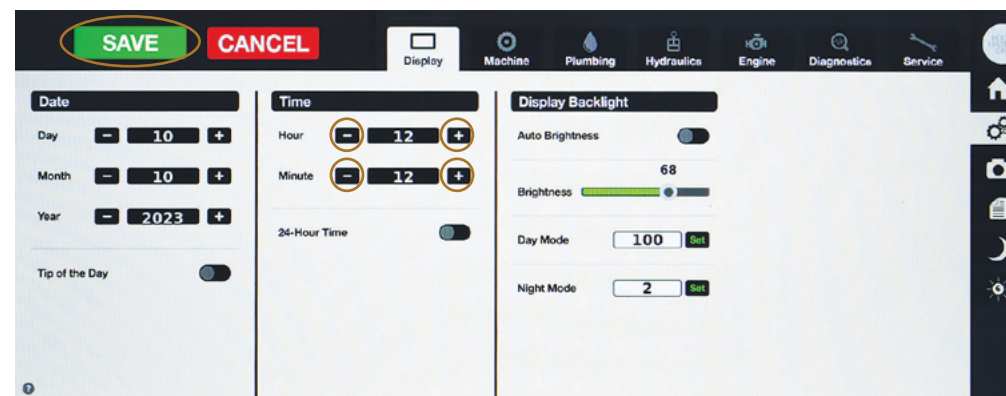 SAVE CANCEL
Display Machine Plumbing Hydraulics Engine Diagnostics Service
Date
Day - 10 +
Month - 10 +
Year - 2023 +
Tip of the Day
Time
Hour - 12 +
Minute - 12 +
24-Hour Time
Display Backlight
Auto Brightness
68
Brightness
Day Mode 100 Set
Night Mode 2 Set
?